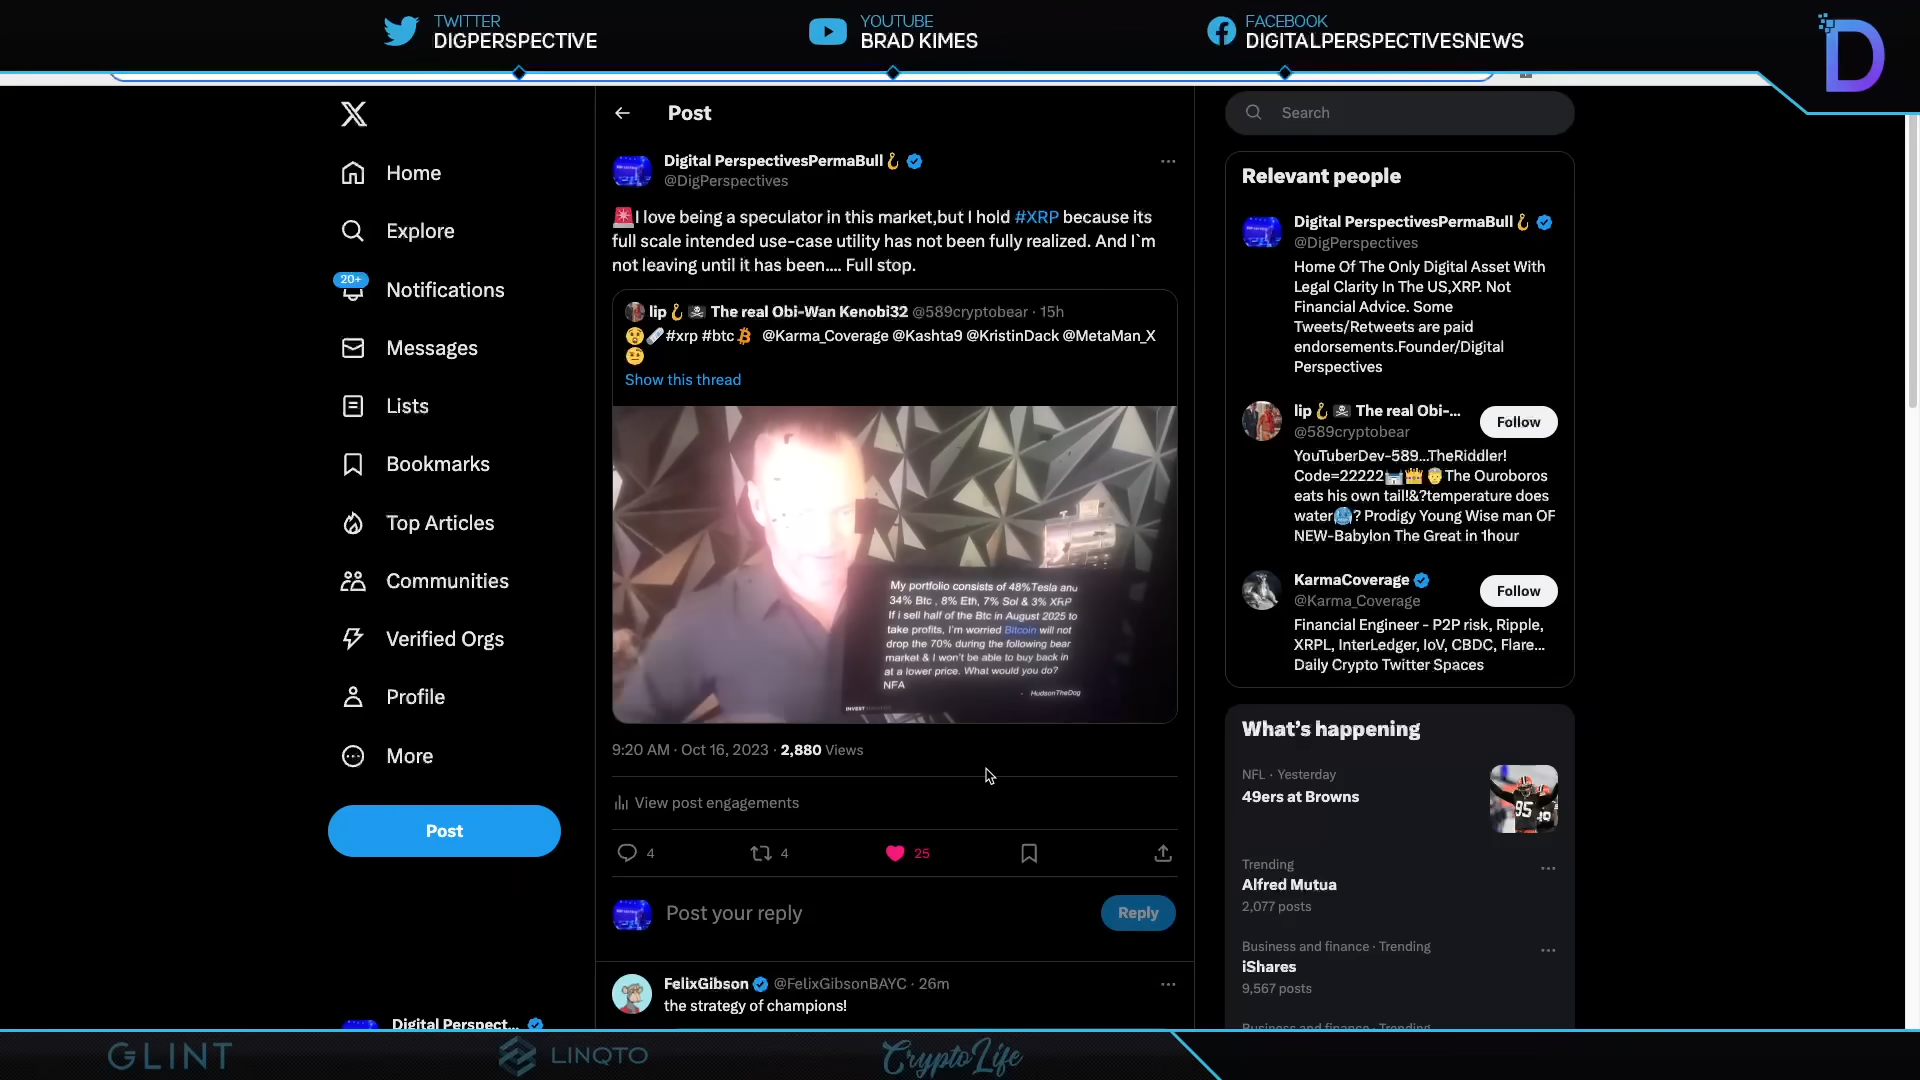 TWITTER
DIGPERSPECTIVE
YOUTUBE
BRAD KIMES
FACEBOOK
DIGITALPERSPECTIVESNEWS
D
Home
Explore
20+
Notifications
Messages
Lists
Bookmarks
Top Articles
Communities
Verified Orgs
Profile
More
Post
Digital Perspect...
Post
Digital PerspectivesPermaBull🪝
@DigPerspectives
🚨I love being a speculator in this market,but I hold #XRP because its
full scale intended use-case utility has not been fully realized. And I`m
not leaving until it has been.... Full stop.
lip🪝🏴‍☠️ The real Obi-Wan Kenobi32 @589cryptobear · 15h
😲🩹#xrp #btc @Karma_Coverage @Kashta9 @KristinDack @MetaMan_X
🤨
Show this thread
My portfolio consists of 48%Tesla and
34% Btc , 8% Eth, 7% Sol & 3% XRP
If i sell half of the Btc in August 2025 to
take profits, I'm worried Bitcoin will not
drop the 70% during the following bear
market & I won't be able to buy back in
at a lower price. What would you do?
NFA
- HudsonTheDog
INVEST
9:20 AM · Oct 16, 2023 · 2,880 Views
View post engagements
4
4
25
Post your reply
Reply
FelixGibson @FelixGibsonBAYC · 26m
the strategy of champions!
Search
Relevant people
Digital PerspectivesPermaBull🪝
@DigPerspectives
Home Of The Only Digital Asset With
Legal Clarity In The US,XRP. Not
Financial Advice. Some
Tweets/Retweets are paid
endorsements.Founder/Digital
Perspectives
lip🪝🏴‍☠️ The real Obi-...
@589cryptobear
Follow
YouTuberDev-589...TheRiddler!
Code=22222🏰👑🤴The Ouroboros
eats his own tail!&?temperature does
water🥶? Prodigy Young Wise man OF
NEW-Babylon The Great in 1hour
KarmaCoverage
@Karma_Coverage
Follow
Financial Engineer - P2P risk, Ripple,
XRPL, InterLedger, IoV, CBDC, Flare...
Daily Crypto Twitter Spaces
What's happening
NFL · Yesterday
49ers at Browns
95
Trending
Alfred Mutua
2,077 posts
Business and finance · Trending
iShares
9,567 posts
Business and finance · Trending
GLINT
LINQTO
CryptoLife